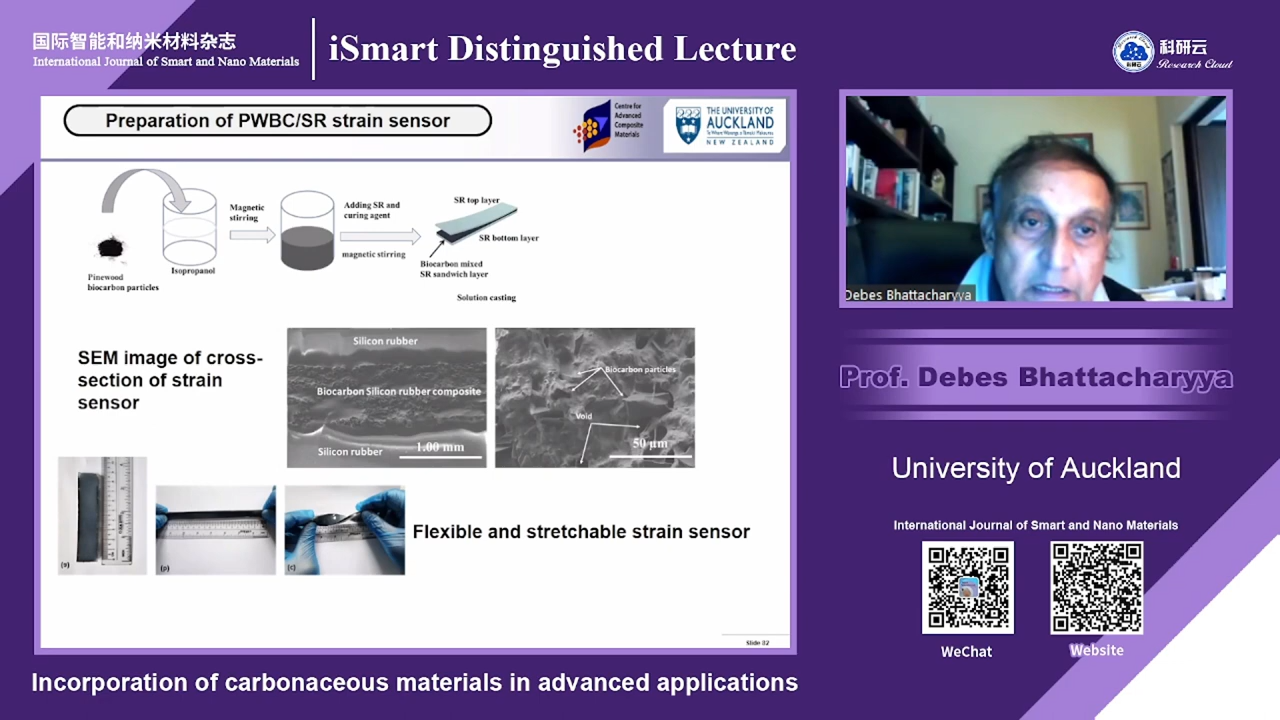 国际智能和纳米材料杂志
International Journal of Smart and Nano Materials
iSmart Distinguished Lecture
科研云
Research Cloud
Preparation of PWBC/SR strain sensor
Centre for
Advanced
Composite
Materials
THE UNIVERSITY OF
AUCKLAND
Te Whare Wānanga o Tāmaki Makaurau
NEW ZEALAND
Magnetic
stirring
Adding SR and
curing agent
magnetic stirring
SR top layer
SR bottom layer
Biocarbon mixed
SR sandwich layer
Isopropanol
Pinewood
biocarbon particles
Solution casting
SEM image of cross-
section of strain
sensor
Silicon rubber
Biocarbon Silicon rubber composite
Silicon rubber
1.00 mm
Biocarbon particles
Void
50 µm
(a)
(c)
Flexible and stretchable strain sensor
Slide 02
Debes Bhattacharyya
Prof. Debes Bhattacharyya
University of Auckland
International Journal of Smart and Nano Materials
WeChat
Website
Incorporation of carbonaceous materials in advanced applications